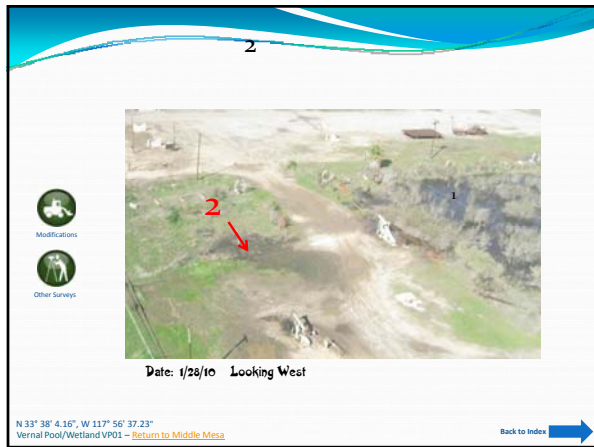 2
1
2
Modifications
Other Surveys
Date: 1/28/10 Looking West
N 33° 38' 4.16", W 117° 56' 37.23"
Vernal Pool/Wetland VP01 – Return to Middle Mesa
Back to Index